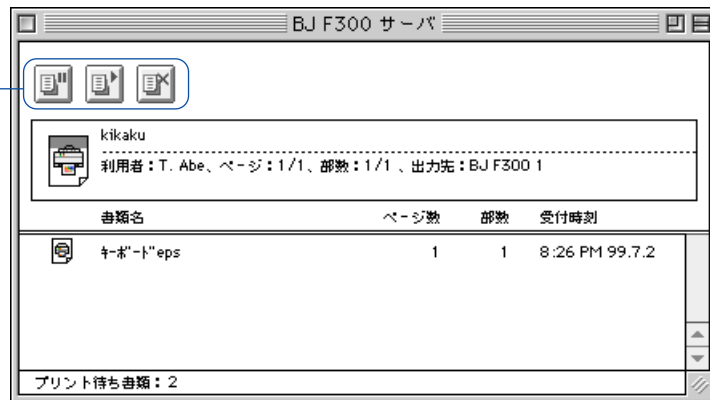 BJ F300 サーバ
kikaku
利用者：T. Abe、ページ：1/1、部数：1/1 、出力先：BJ F300 1
書類名 ページ数 部数 受付時刻
ｷｰﾎﾞｰﾄﾞeps 1 1 8:26 PM 99.7.2
プリント待ち書類：2